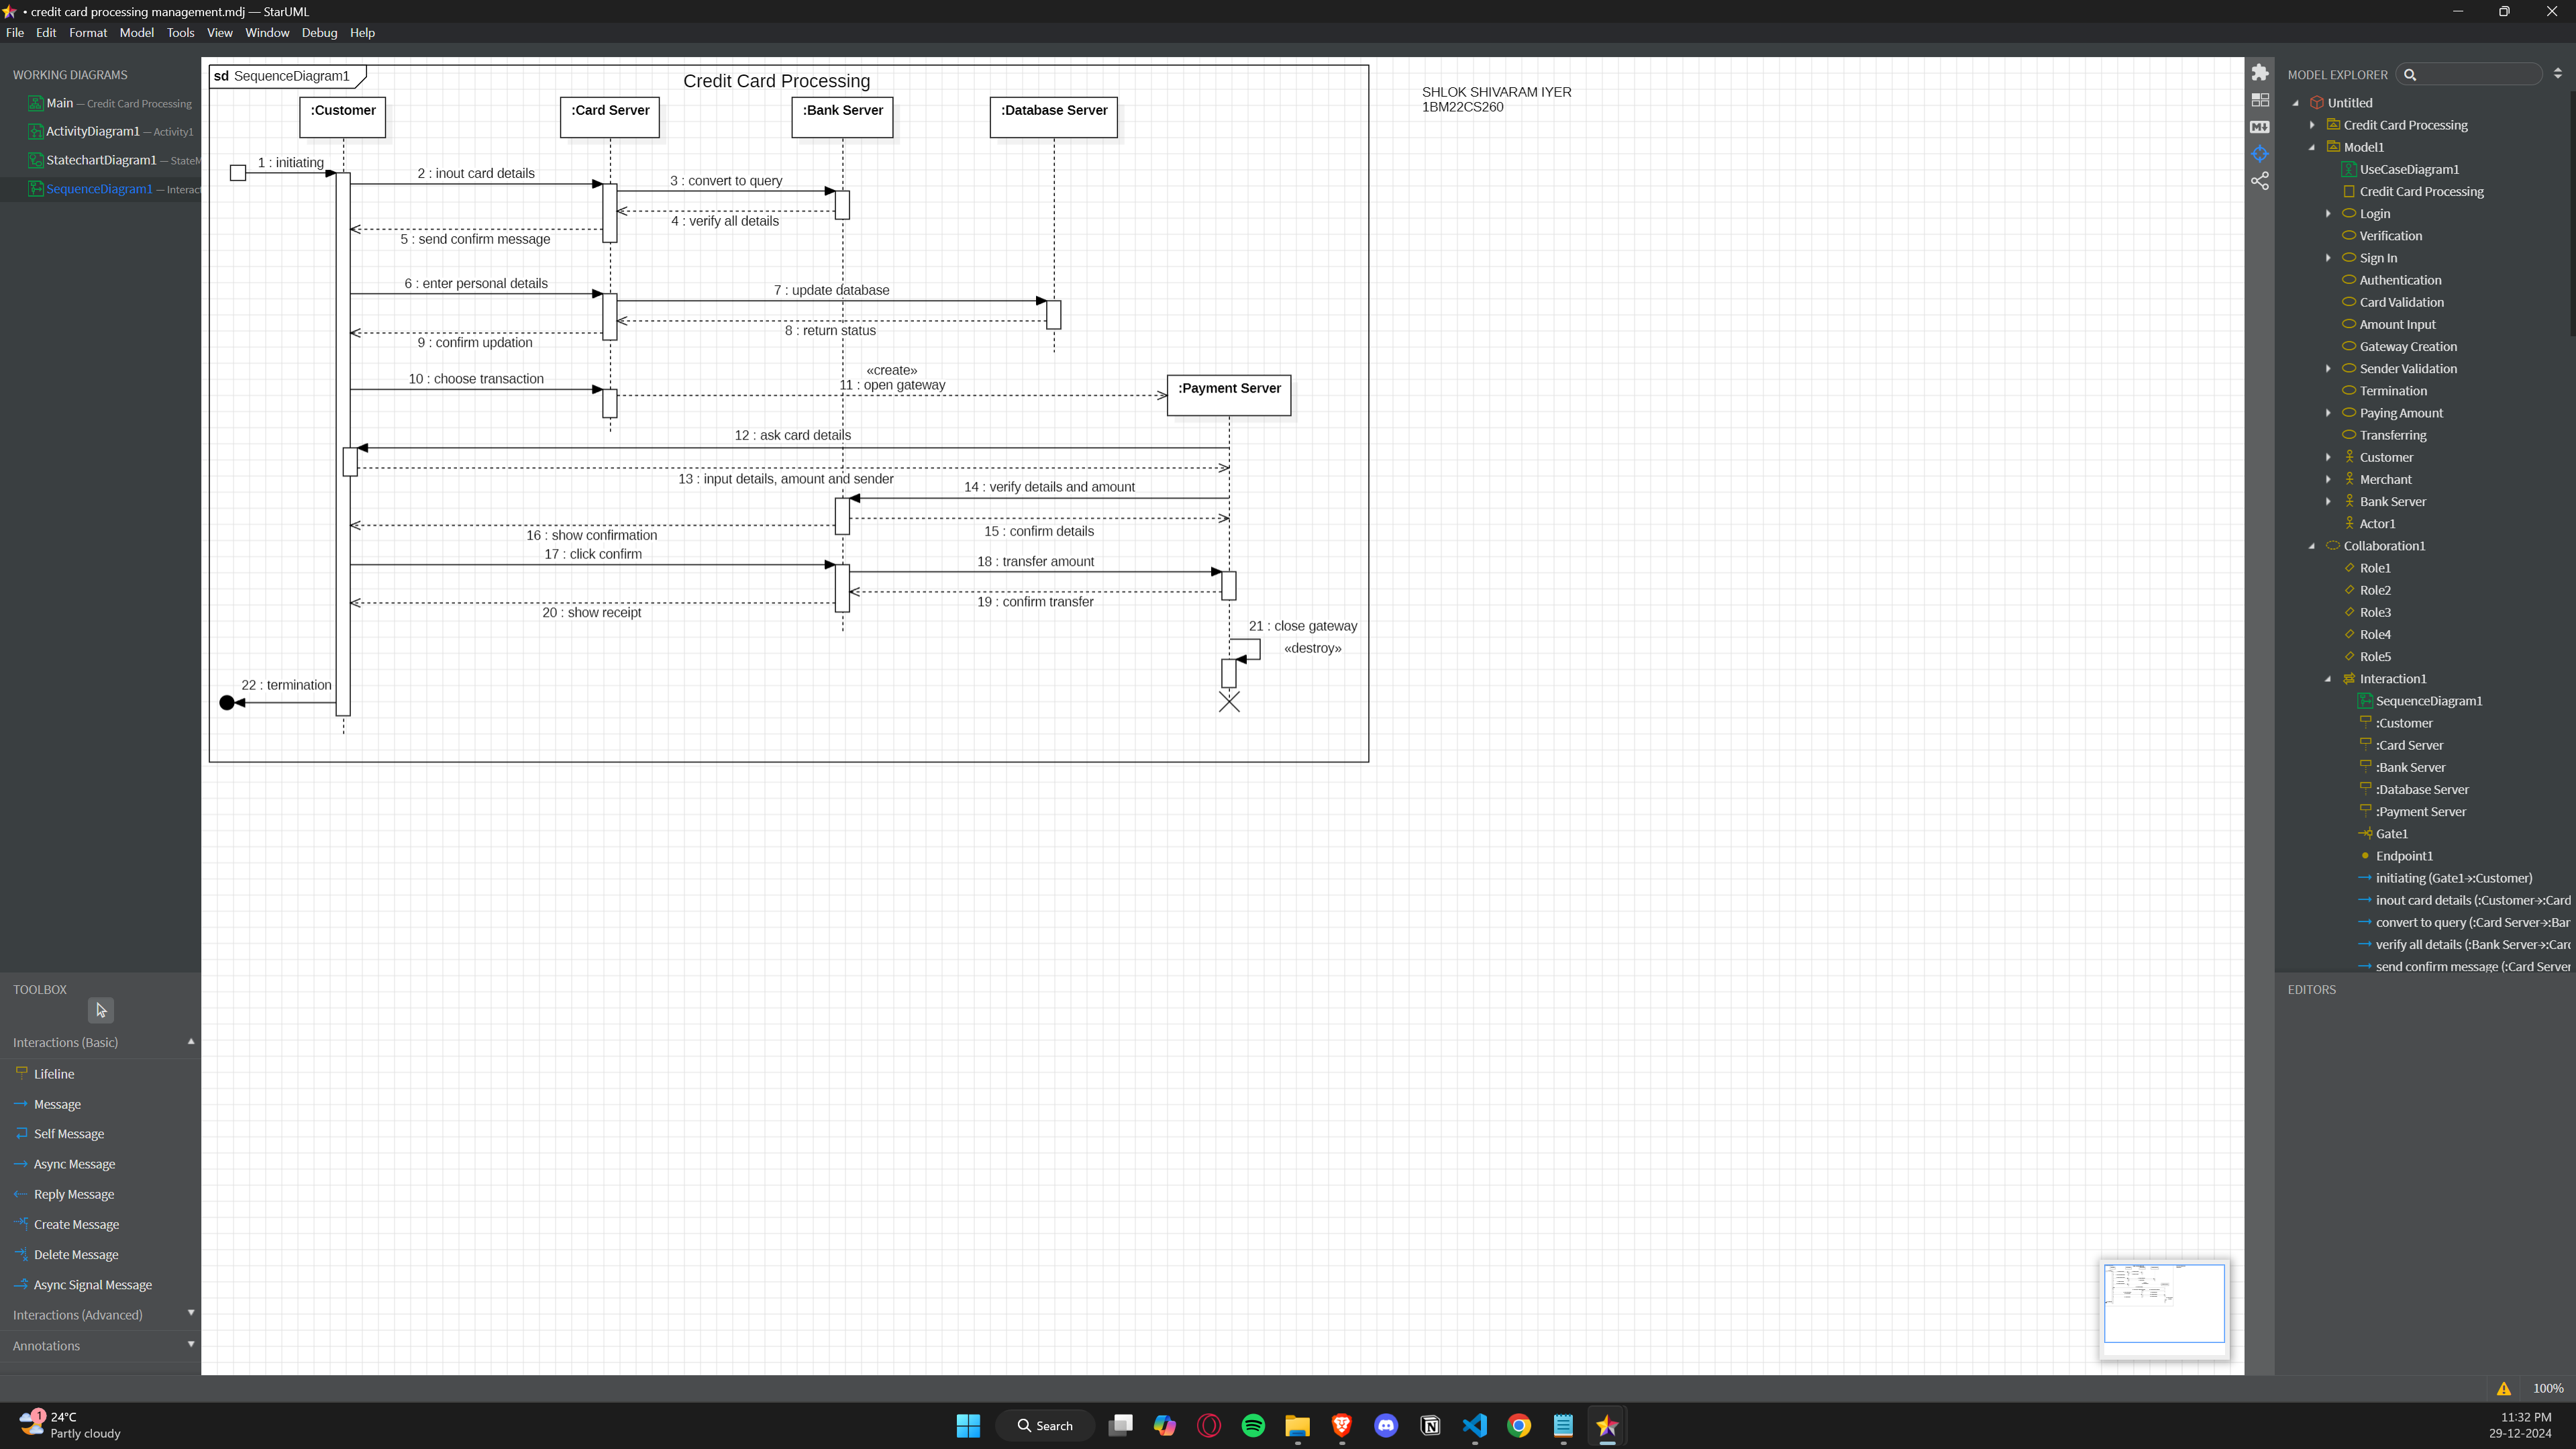 • credit card processing management.mdj — StarUML
File Edit Format Model Tools View Window Debug Help
WORKING DIAGRAMS
Main — Credit Card Processing
ActivityDiagram1 — Activity1
StatechartDiagram1 — StateM
SequenceDiagram1 — Interact
TOOLBOX
Interactions (Basic)
Lifeline
Message
Self Message
Async Message
Reply Message
Create Message
Delete Message
Async Signal Message
Interactions (Advanced)
Annotations
sd SequenceDiagram1
Credit Card Processing
SHLOK SHIVARAM IYER
1BM22CS260
:Customer
:Card Server
:Bank Server
:Database Server
1 : initiating
2 : inout card details
3 : convert to query
4 : verify all details
5 : send confirm message
6 : enter personal details
7 : update database
8 : return status
9 : confirm updation
10 : choose transaction
«create»
11 : open gateway
:Payment Server
12 : ask card details
13 : input details, amount and sender
14 : verify details and amount
15 : confirm details
16 : show confirmation
17 : click confirm
18 : transfer amount
19 : confirm transfer
20 : show receipt
21 : close gateway
«destroy»
22 : termination
MODEL EXPLORER
Untitled
Credit Card Processing
Model1
UseCaseDiagram1
Credit Card Processing
Login
Verification
Sign In
Authentication
Card Validation
Amount Input
Gateway Creation
Sender Validation
Termination
Paying Amount
Transferring
Customer
Merchant
Bank Server
Actor1
Collaboration1
Role1
Role2
Role3
Role4
Role5
Interaction1
SequenceDiagram1
:Customer
:Card Server
:Bank Server
:Database Server
:Payment Server
Gate1
Endpoint1
initiating (Gate1→:Customer)
inout card details (:Customer→:Card
convert to query (:Card Server→:Bar
verify all details (:Bank Server→:Card
send confirm message (:Card Server
EDITORS
100%
1
24°C
Partly cloudy
Search
11:32 PM
29-12-2024